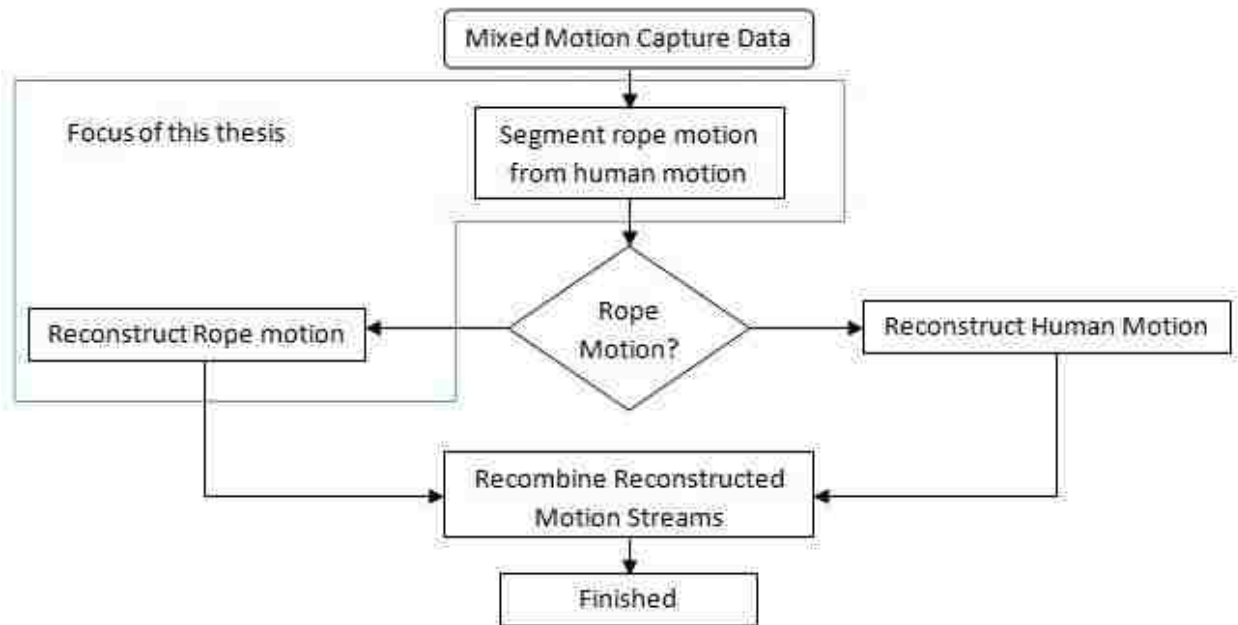 Mixed Motion Capture Data
Focus of this thesis
Segment rope motion
from human motion
Rope
Motion?
Reconstruct Rope motion
Reconstruct Human Motion
Recombine Reconstructed
Motion Streams
Finished